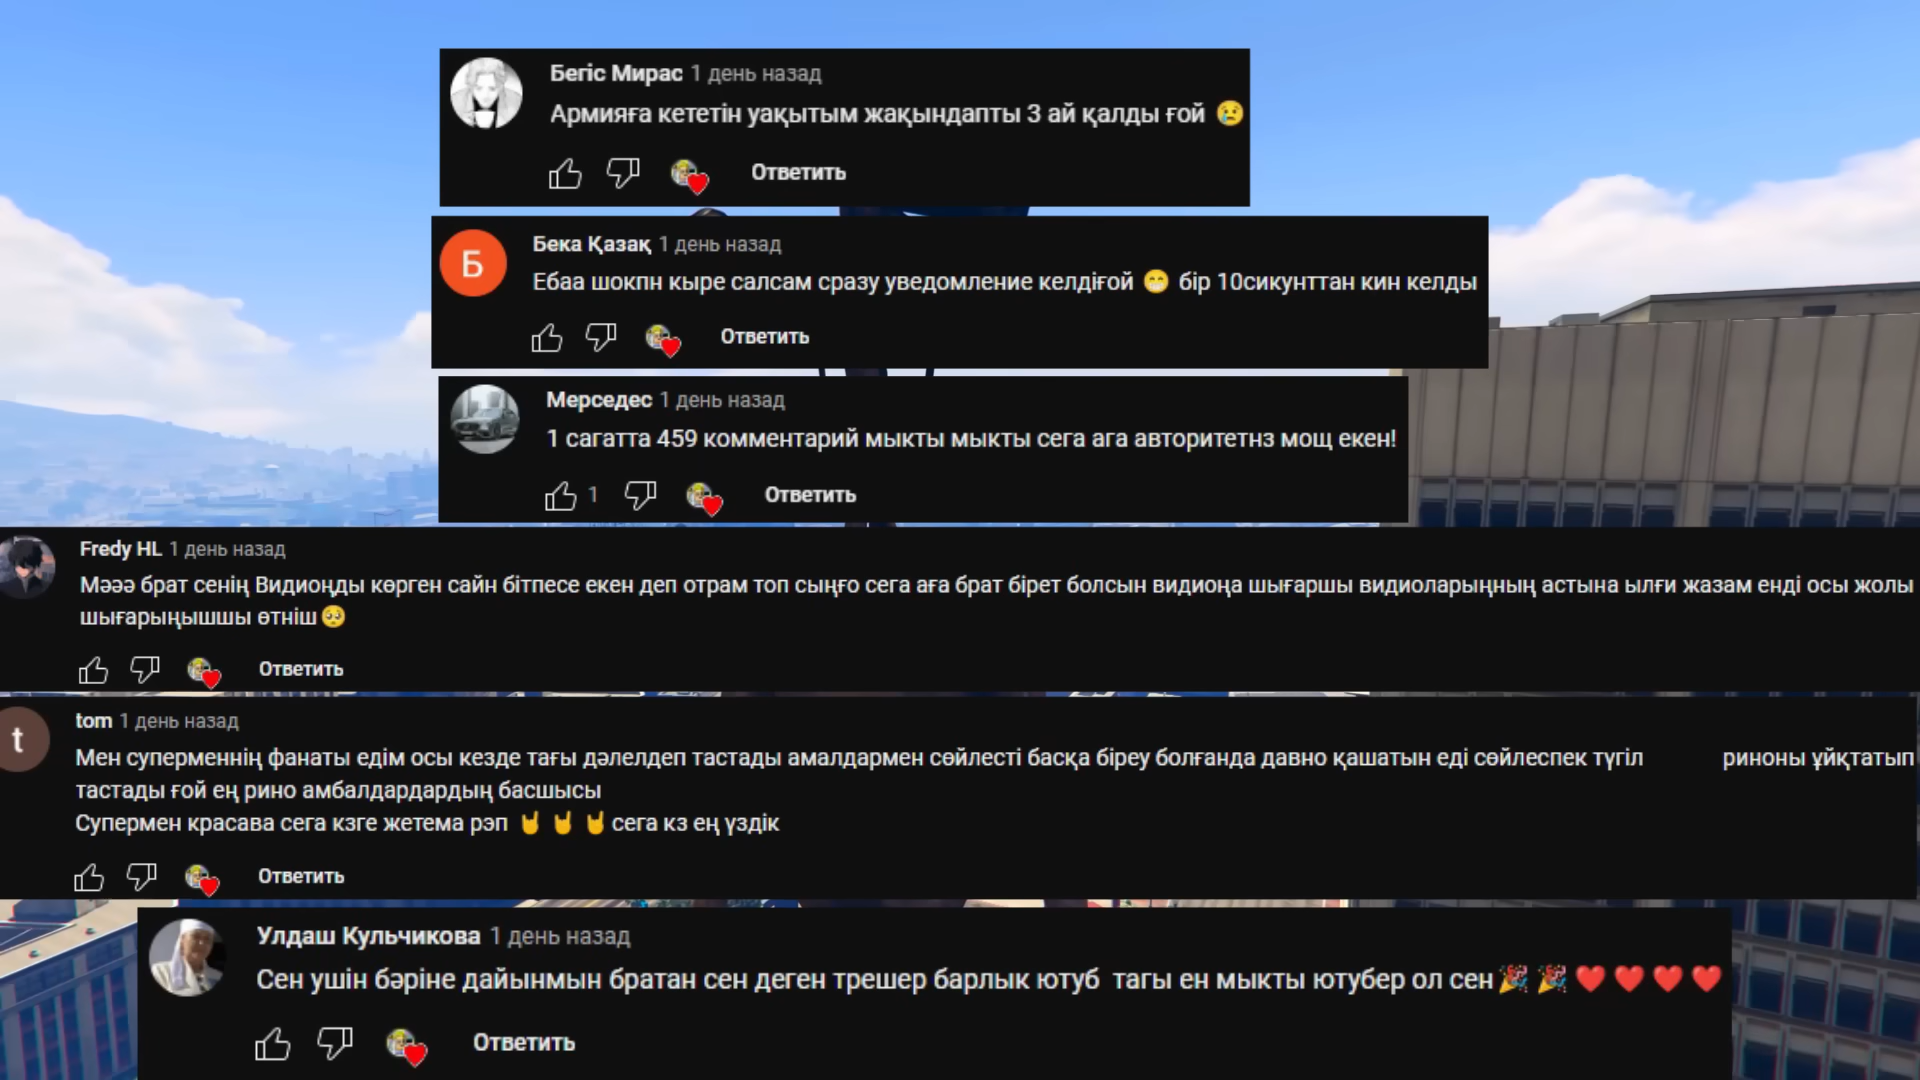 Бегіс Мирас 1 день назад
Армияға кететін уақытым жақындапты 3 ай қалды ғой 😢
Ответить
Б
Бека Қазақ 1 день назад
Ебаа шокпн кыре салсам сразу уведомление келдіғой 😁 бір 10сикунттан кин келды
Ответить
Мерседес 1 день назад
1 сагатта 459 комментарий мыкты мыкты сега ага авторитетнз мощ екен!
1 Ответить
Fredy HL 1 день назад
Мәәә брат сенің Видиоңды көрген сайн бітпесе екен деп отрам топ сыңғо сега аға брат бірет болсын видиоңа шығаршы видиоларыңның астына ылғи жазам енді осы жолы
шығарыңышшы өтніш🥺
Ответить
t
tom 1 день назад
Мен суперменнің фанаты едім осы кезде тағы дәлелдеп тастады амалдармен сөйлесті басқа біреу болғанда давно қашатын еді сөйлеспек түгіл риноны ұйқтатып
тастады ғой ең рино амбалдардардың басшысы
Супермен красава сега кзге жетема рэп 🤘 🤘 🤘 сега кз ең үздік
Ответить
Улдаш Кульчикова 1 день назад
Сен ушін бәріне дайынмын братан сен деген трешер барлык ютуб тагы ен мыкты ютубер ол сен🎉 🎉 ❤️ ❤️ ❤️ ❤️
Ответить